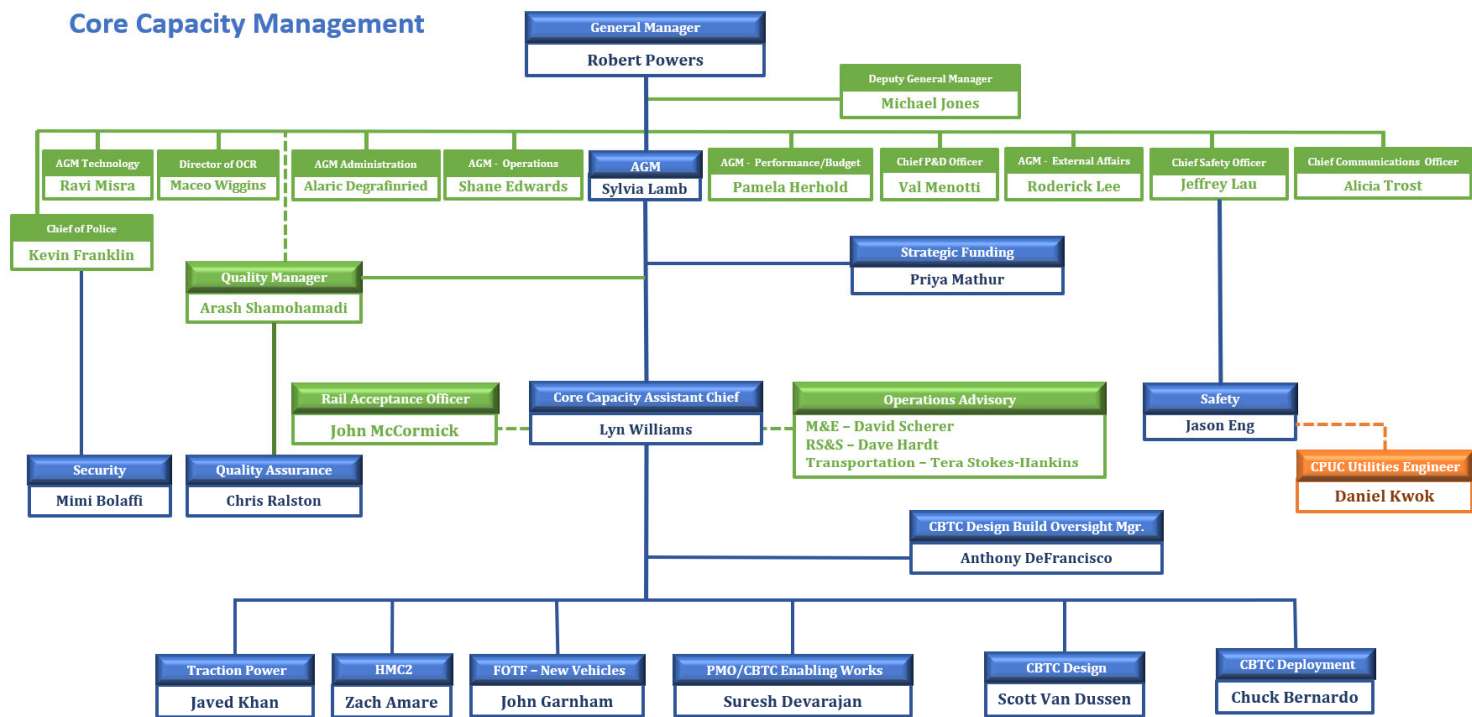 Core Capacity Management
General Manager
Robert Powers
Deputy General Manager
Michael Jones
AGM Technology
Ravi Misra
Director of OCR
Maceo Wiggins
AGM Administration
Alaric Degrafinried
AGM - Operations
Shane Edwards
AGM
Sylvia Lamb
AGM - Performance/Budget
Pamela Herhold
Chief P&D Officer
Val Menotti
AGM - External Affairs
Roderick Lee
Chief Safety Officer
Jeffrey Lau
Chief Communications Officer
Alicia Trost
Chief of Police
Kevin Franklin
Quality Manager
Arash Shamohamadi
Strategic Funding
Priya Mathur
Rail Acceptance Officer
John McCormick
Core Capacity Assistant Chief
Lyn Williams
Operations Advisory
M&E – David Scherer
RS&S – Dave Hardt
Transportation – Tera Stokes-IIankins
Safety
Jason Eng
CPUC Utilities Engineer
Daniel Kwok
Security
Mimi Bolaffi
Quality Assurance
Chris Ralston
CBTC Design Build Oversight Mgr.
Anthony DeFrancisco
Traction Power
Javed Khan
HMC2
Zach Amare
FOTF – New Vehicles
John Garnham
PMO/CBTC Enabling Works
Suresh Devarajan
CBTC Design
Scott Van Dussen
CBTC Deployment
Chuck Bernardo